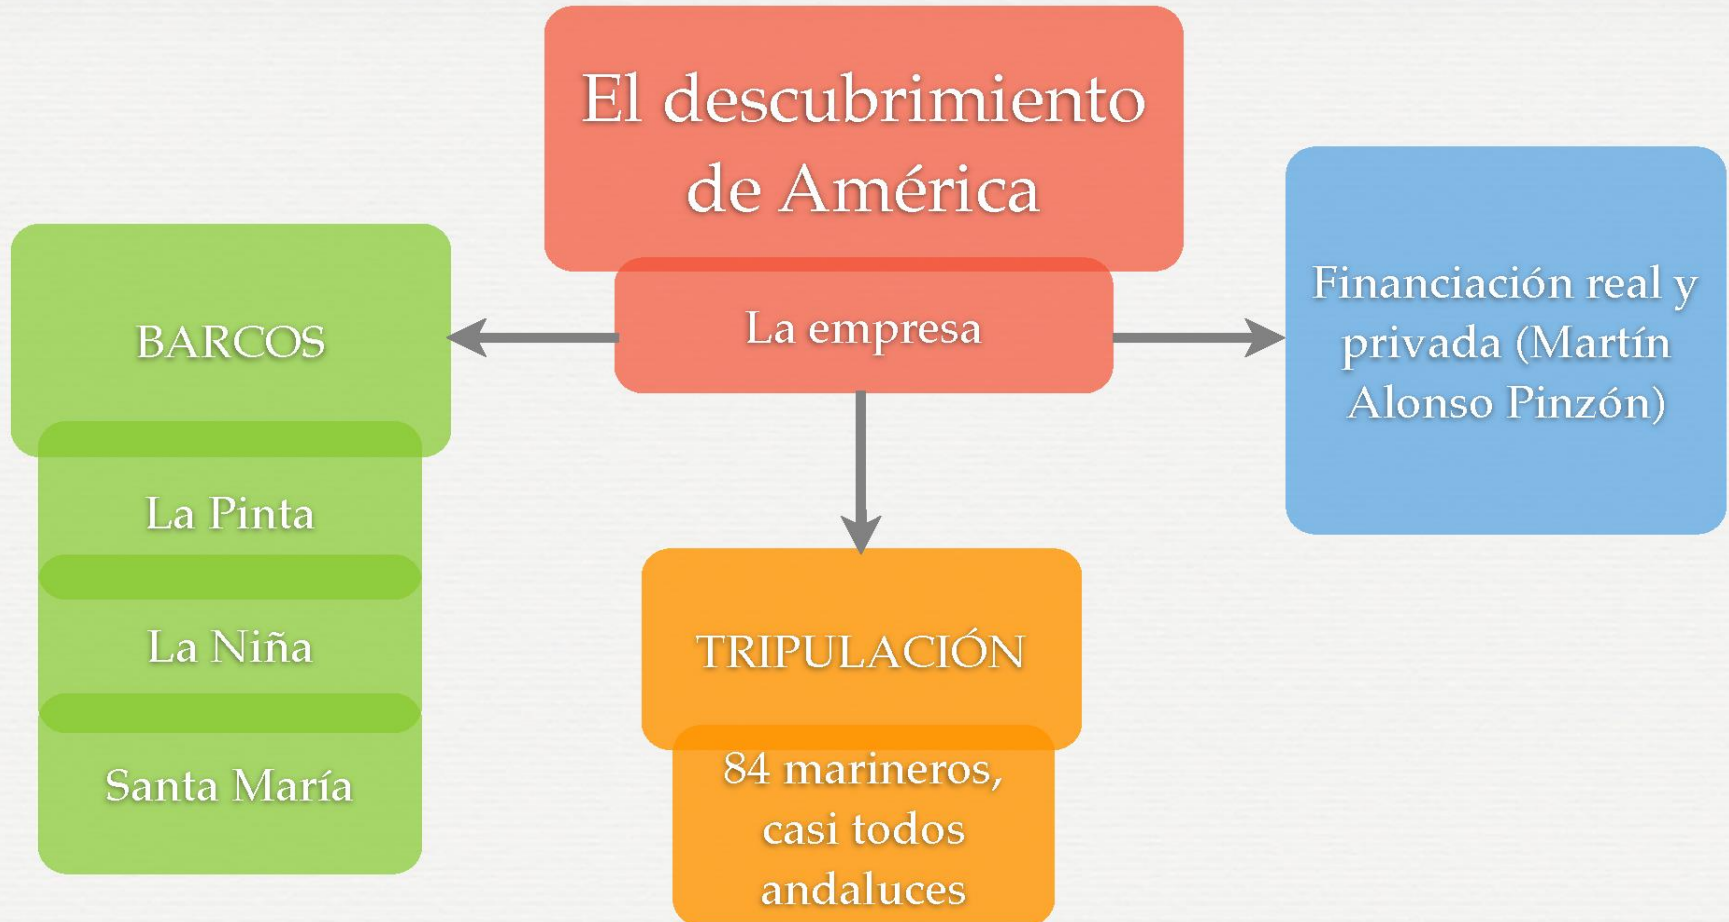 El descubrimiento
de América
La empresa
BARCOS
La Pinta
La Niña
Santa María
TRIPULACIÓN
84 marineros,
casi todos
andaluces
Financiación real y
privada (Martín
Alonso Pinzón)